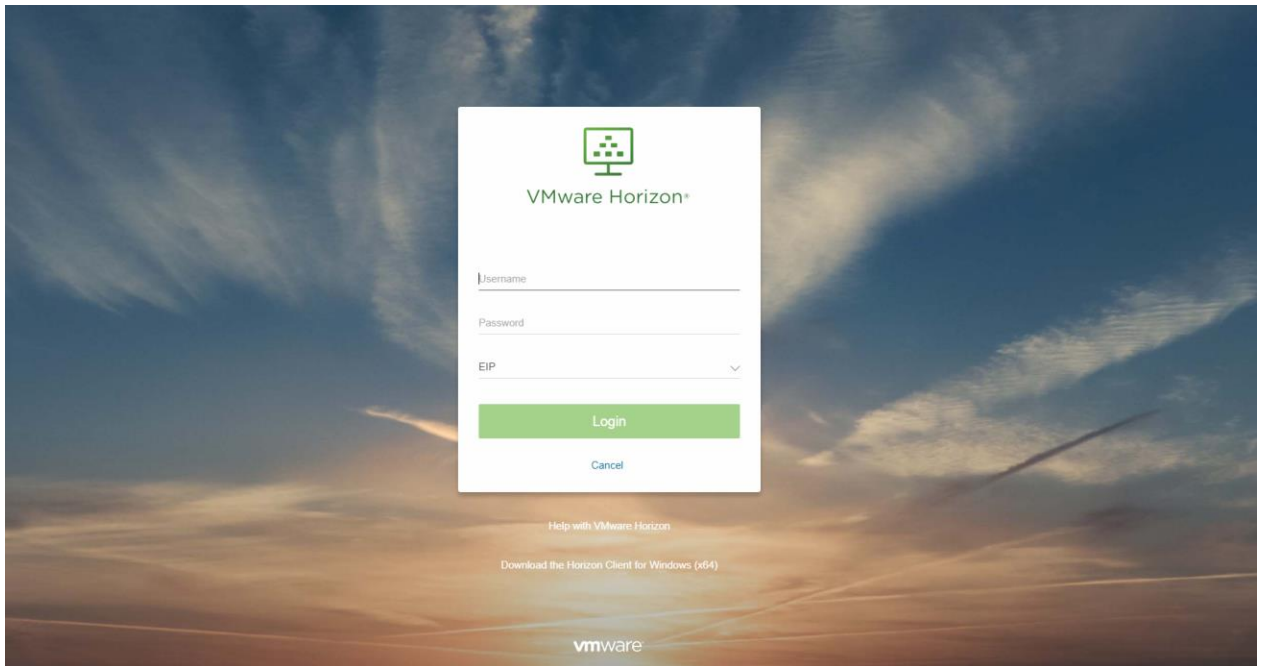 VMware Horizon®
Username
Password
EIP
Login
Cancel
Help with VMware Horizon
Download the Horizon Client for Windows (x64)
vmware